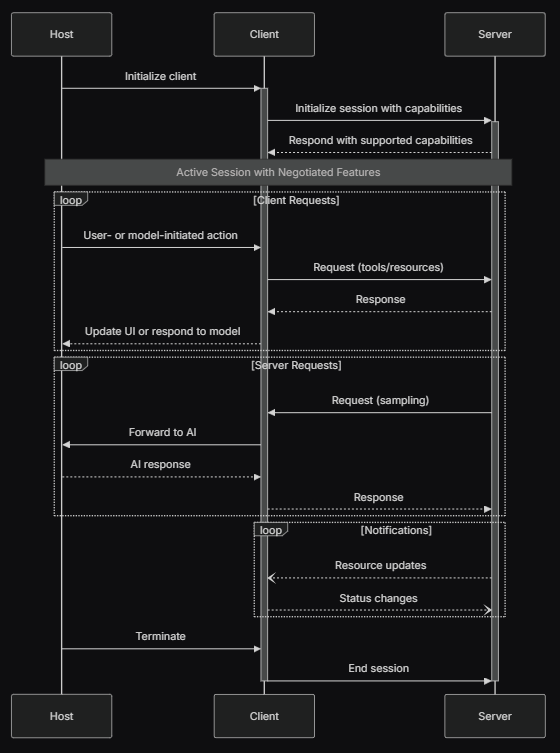 Host
Client
Server
Initialize client
Initialize session with capabilities
Respond with supported capabilities
Active Session with Negotiated Features
loop
[Client Requests]
User- or model-initiated action
Request (tools/resources)
Response
Update UI or respond to model
loop
[Server Requests]
Request (sampling)
Forward to AI
AI response
Response
loop
[Notifications]
Resource updates
Status changes
Terminate
End session
Host
Client
Server